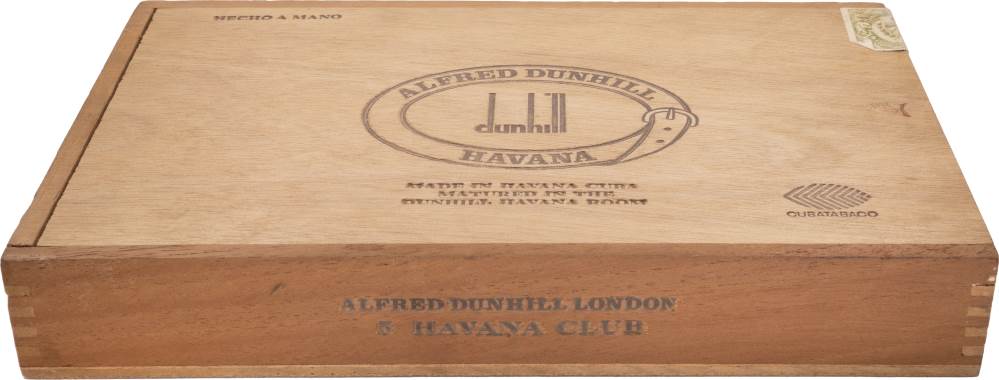 HECHO A MANO
ALFRED DUNHILL
dunhill
HAVANA
MADE IN HAVANA CUBA
MATURED IN THE
DUNHILL HAVANA ROOM
CUBATABACO
ALFRED DUNHILL LONDON
5 HAVANA CLUB